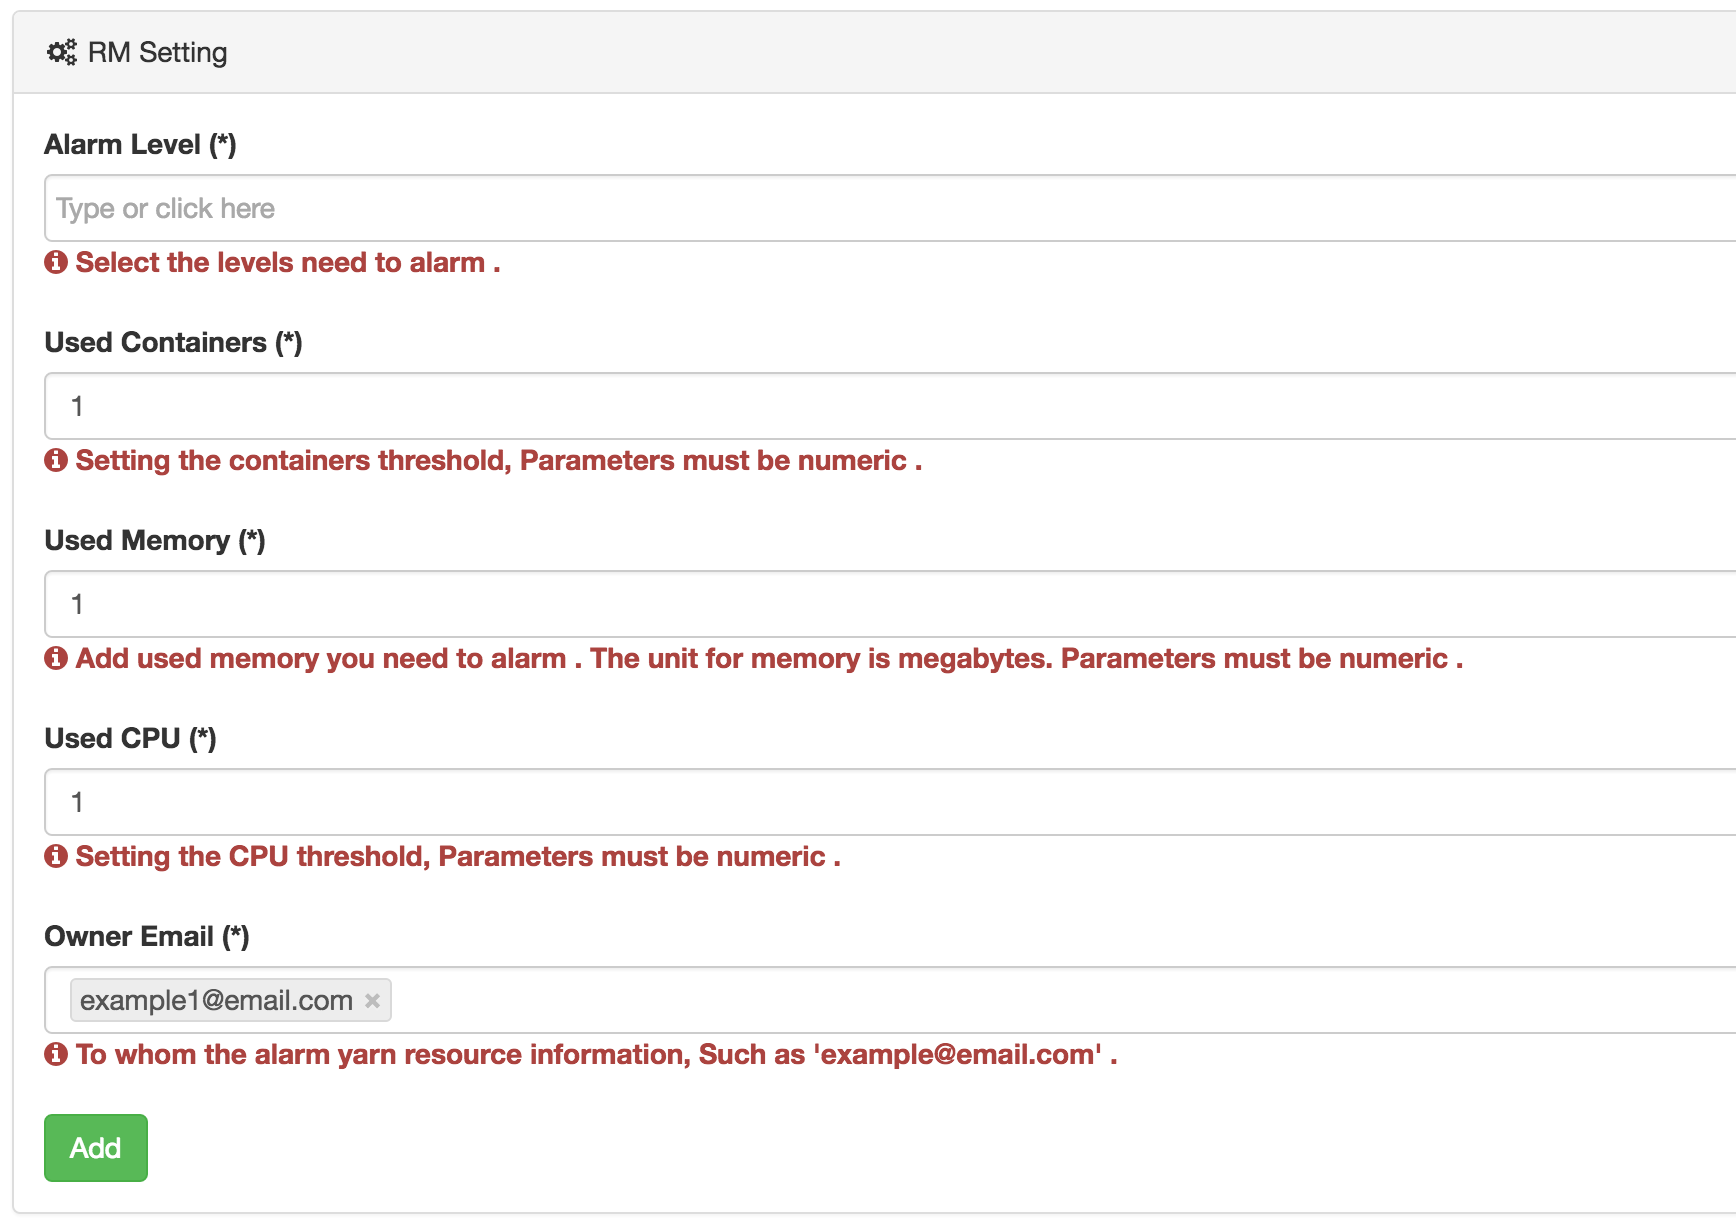 RM Setting
Alarm Level (*)
Type or click here
Select the levels need to alarm .
Used Containers (*)
1
Setting the containers threshold, Parameters must be numeric .
Used Memory (*)
1
Add used memory you need to alarm . The unit for memory is megabytes. Parameters must be numeric .
Used CPU (*)
1
Setting the CPU threshold, Parameters must be numeric .
Owner Email (*)
example1@email.com ×
To whom the alarm yarn resource information, Such as 'example@email.com' .
Add